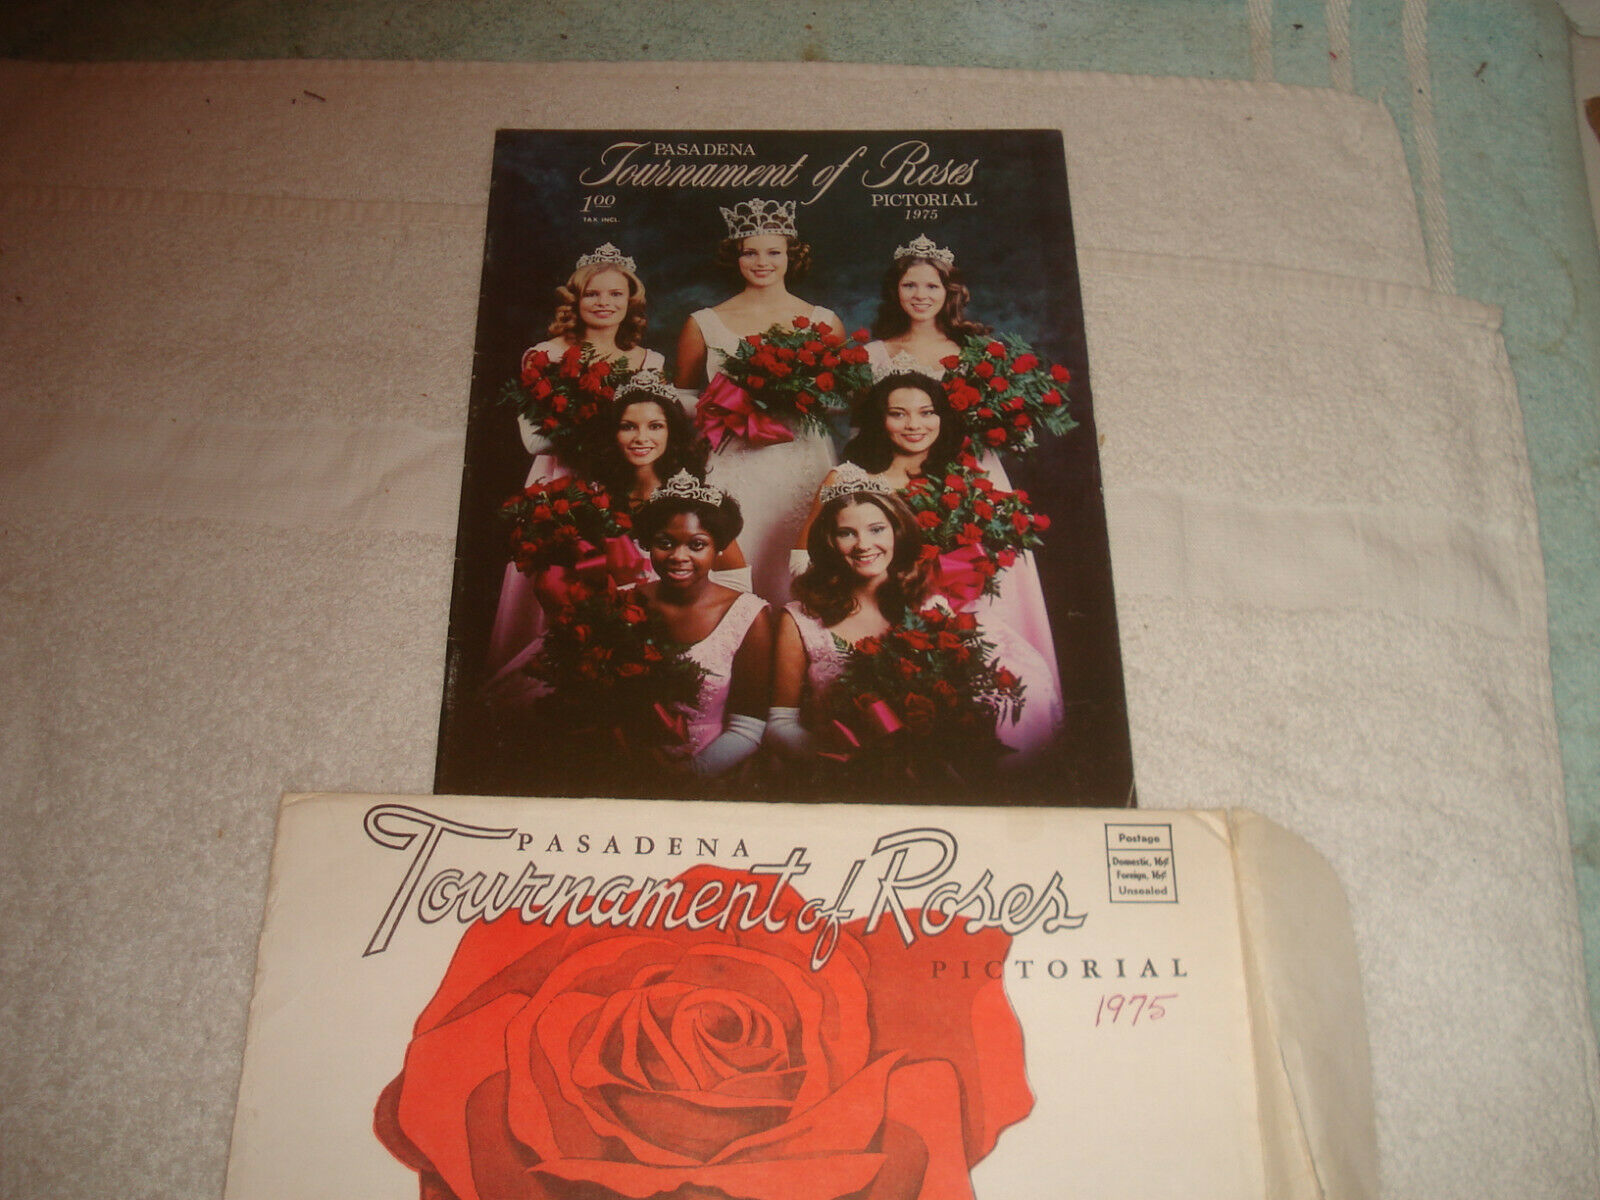 PASADENA
Tournament of Roses
1 00
PICTORIAL
TAX INCL.
1975
PASADENA
Tournament of Roses
PICTORIAL
1975
Postage
Domestic, 16¢
Foreign, 16¢
Unsealed